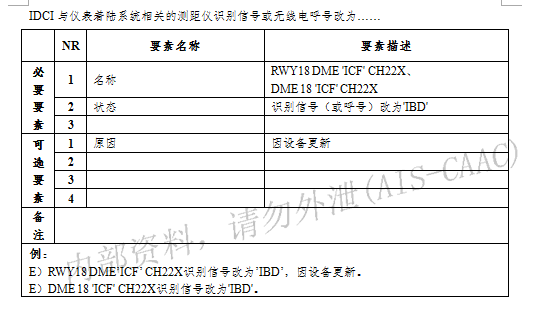 IDCI 与仪表着陆系统相关的测距仪识别信号或无线电呼号改为……
NR 要素名称 要素描述
必要要素
1 名称 RWY18 DME 'ICF' CH22X、
DME 18 'ICF' CH22X
2 状态 识别信号（或呼号）改为'IBD'
3
可选要素
1 原因 因设备更新
2
3
4
备注
例：
E）RWY18 DME'ICF' CH22X识别信号改为'IBD'，因设备更新。
E）DME 18 'ICF' CH22X识别信号改为'IBD'。
内部资料，请勿外泄(AIS-CAAC)